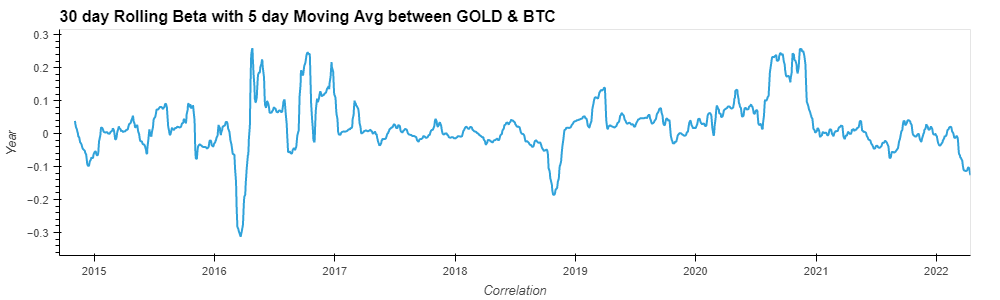 30 day Rolling Beta with 5 day Moving Avg between GOLD & BTC
0.3
0.2
0.1
0
−0.1
−0.2
−0.3
Year
2015 2016 2017 2018 2019 2020 2021 2022
Correlation